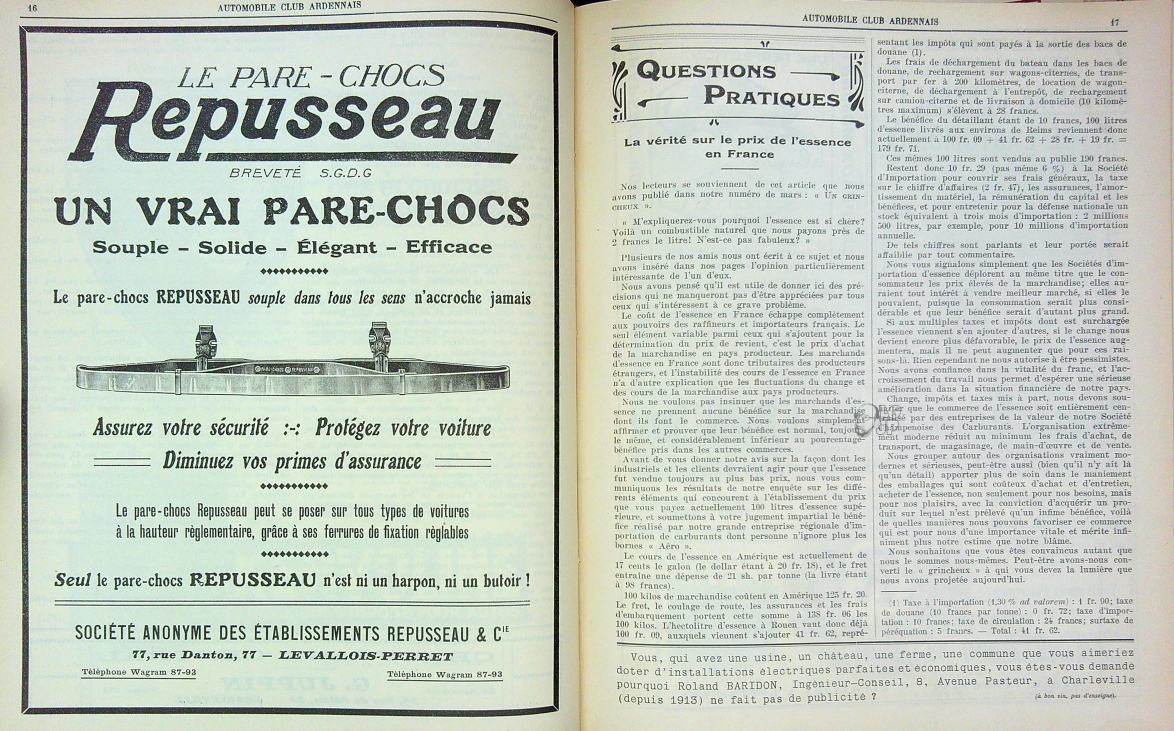 16
AUTOMOBILE CLUB ARDENNAIS
LE PARE-CHOCS
Repusseau
BREVETÉ S.G.D.G
UN VRAI PARE-CHOCS
Souple – Solide – Élégant – Efficace
Le pare-chocs REPUSSEAU souple dans tous les sens n'accroche jamais
Assurez votre sécurité :-: Protégez votre voiture
Diminuez vos primes d'assurance
Le pare-chocs Repusseau peut se poser sur tous types de voitures
à la hauteur règlementaire, grâce à ses ferrures de fixation règlables
Seul le pare-chocs REPUSSEAU n'est ni un harpon, ni un butoir !
SOCIÉTÉ ANONYME DES ÉTABLISSEMENTS REPUSSEAU & CIE
77, rue Danton, 77 – LEVALLOIS-PERRET
Téléphone Wagram 87-93
Téléphone Wagram 87-93
AUTOMOBILE CLUB ARDENNAIS
17
QUESTIONS
PRATIQUES
La vérité sur le prix de l'essence
en France
Nos lecteurs se souviennent de cet article que nous
avons publié dans notre numéro de mars : « UN GRIN-
CHEUX ».
« M'expliquerez-vous pourquoi l'essence est si chère?
Voilà un combustible naturel que nous payons près de
2 francs le litre! N'est-ce pas fabuleux? »
Plusieurs de nos amis nous ont écrit à ce sujet et nous
avons inséré dans nos pages l'opinion particulièrement
intéressante de l'un d'eux.
Nous avons pensé qu'il est utile de donner ici des pré-
cisions qui ne manqueront pas d'être appréciées par tous
ceux qui s'intéressent à ce grave problème.
Le coût de l'essence en France échappe complètement
aux pouvoirs des raffineurs et importateurs français. Le
seul élément variable parmi ceux qui s'ajoutent pour la
détermination du prix de revient, c'est le prix d'achat
de la marchandise en pays producteur. Les marchands
d'essence en France sont donc tributaires des producteurs
étrangers, et l'instabilité des cours de l'essence en France
n'a d'autre explication que les fluctuations du change et
des cours de la marchandise aux pays producteurs.
Nous ne voulons pas insinuer que les marchands d'es-
sence ne prennent aucune bénéfice sur la marchandise
dont ils font le commerce. Nous voulons simplement
affirmer et prouver que leur bénéfice est normal, toujours
le même, et considérablement inférieur au pourcentage
bénéfice pris dans les autres commerces.
Avant de vous donner notre avis sur la façon dont les
industriels et les clients devraient agir pour que l'essence
fut vendue toujours au plus bas prix, nous vous com-
muniquons les résultats de notre enquête sur les diffé-
rents éléments qui concourent à l'établissement du prix
que vous payez actuellement 100 litres d'essence supé-
rieure, et soumettons à votre jugement impartial le béné-
fice réalisé par notre grande entreprise régionale d'im-
portation de carburants dont personne n'ignore plus les
bornes « Aéro ».
Le cours de l'essence en Amérique est actuellement de
17 cents le galon (le dollar étant à 20 fr. 18), et le fret
entraîne une dépense de 21 sh. par tonne (la livre étant
à 98 francs).
100 kilos de marchandise coûtent en Amérique 125 fr. 20.
Le fret, le coulage de route, les assurances et les frais
d'embarquement portent cette somme à 138 fr. 06 les
100 kilos. L'hectolitre d'essence à Rouen vaut donc déjà
100 fr. 09, auxquels viennent s'ajouter 41 fr. 62, repré-
sentant les impôts qui sont payés à la sortie des bacs de
douane (1).
Les frais de déchargement du bateau dans les bacs de
douane, de rechargement sur wagons-citernes, de trans-
port par fer à 200 kilomètres, de location de wagon-
citerne, de déchargement à l'entrepôt, de rechargement
sur camion-citerne et de livraison à domicile (10 kilomè-
tres maximum) s'élèvent à 28 francs.
Le bénéfice du détaillant étant de 10 francs, 100 litres
d'essence livrés aux environs de Reims reviennent donc
actuellement à 100 fr. 09 + 41 fr. 62 + 28 fr. + 19 fr. =
179 fr. 71.
Ces mêmes 100 litres sont vendus au public 190 francs.
Restent donc 10 fr. 29 (pas même 6 %) à la Société
d'Importation pour couvrir ses frais généraux, la taxe
sur le chiffre d'affaires (2 fr. 47), les assurances, l'amor-
tissement du matériel, la rémunération du capital et les
bénéfices, et pour entretenir pour la défense nationale un
stock équivalent à trois mois d'importation : 2 millions
500 litres, par exemple, pour 10 millions d'importation
annuelle.
De tels chiffres sont parlants et leur portée serait
affaiblie par tout commentaire.
Nous vous signalons simplement que les Sociétés d'im-
portation d'essence déplorent au même titre que le con-
sommateur les prix élevés de la marchandise; elles au-
raient tout intérêt à vendre meilleur marché, si elles le
pouvaient, puisque la consommation serait plus consi-
dérable et que leur bénéfice serait d'autant plus grand.
Si aux multiples taxes et impôts dont est surchargée
l'essence viennent s'en ajouter d'autres, si le change nous
devient encore plus défavorable, le prix de l'essence aug-
mentera, mais il ne peut augmenter que pour ces rai-
sons-là. Rien cependant ne nous autorise à être pessimistes.
Nous avons confiance dans la vitalité du franc, et l'ac-
croissement du travail nous permet d'espérer une sérieuse
amélioration dans la situation financière de notre pays.
Change, impôts et taxes mis à part, nous devons sou-
que le commerce de l'essence soit entièrement cen-
par des entreprises de la valeur de notre Société
des Carburants. L'organisation extrême-
ment moderne réduit au minimum les frais d'achat, de
transport, de magasinage, de main-d'œuvre et de vente.
Nous grouper autour des organisations vraiment mo-
dernes et sérieuses, peut-être aussi (bien qu'il n'y ait là
qu'un détail) apporter plus de soin dans le maniement
des emballages qui sont coûteux d'achat et d'entretien,
acheter de l'essence, non seulement pour nos besoins, mais
pour nos plaisirs, avec la conviction d'acquérir un pro-
duit sur lequel n'est prélevé qu'un infime bénéfice, voilà
de quelles manières nous pouvons favoriser ce commerce
qui est pour nous d'une importance vitale et mérite infi-
niment plus notre estime que notre blâme.
Nous souhaitons que vous êtes convaincus autant que
nous le sommes nous-mêmes. Peut-être avons-nous con-
verti le « grincheux » à qui vous devez la lumière que
nous avons projetée aujourd'hui.
(1) Taxe à l'importation (1,30 % ad valorem) : 1 fr. 90; taxe
de douane (10 francs par tonne) : 0 fr. 72; taxe d'impor-
tation : 10 francs; taxe de circulation : 24 francs; surtaxe de
péréquation : 5 francs. — Total : 41 fr. 62.
Vous, qui avez une usine, un château, une ferme, une commune que vous aimeriez
doter d'installations électriques parfaites et économiques, vous êtes-vous demandé
pourquoi Roland BARIDON, Ingénieur-Conseil, 8, Avenue Pasteur, à Charleville
(depuis 1913) ne fait pas de publicité ?
(à bon vin, pas d'enseigne).